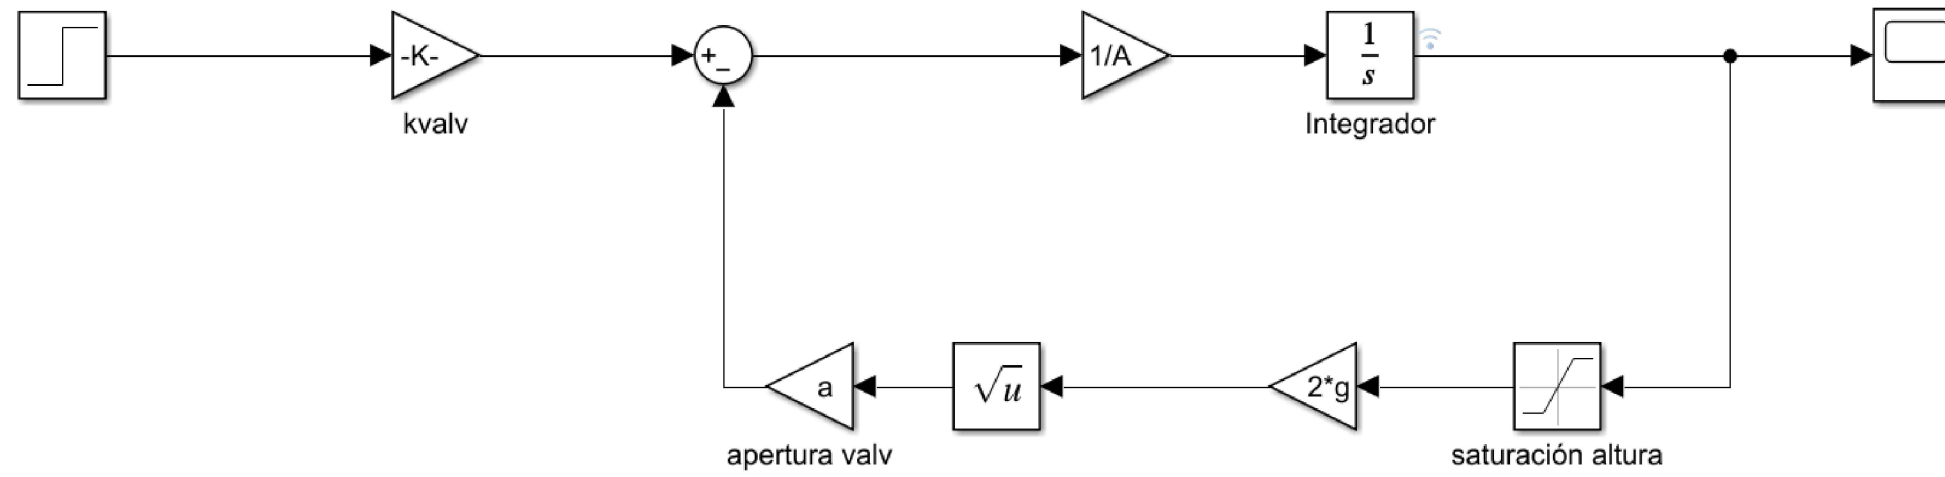 -K-
+
−
1/A
1
s
kvalv
Integrador
a
√u
2*g
apertura valv
saturación altura